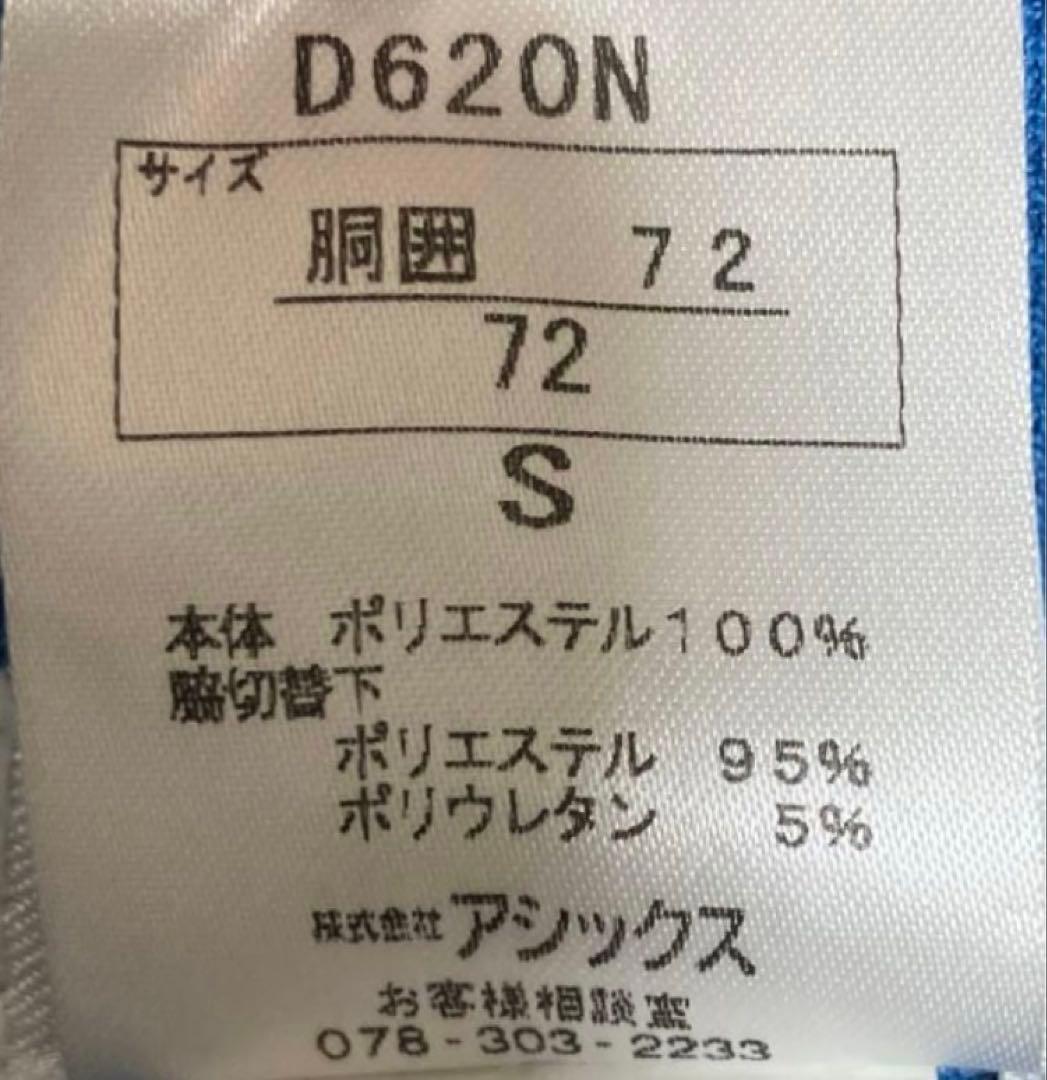 D620N
サイズ
胴囲 72
72
S
本体 ポリエステル100%
脇切替下
ポリエステル 95%
ポリウレタン 5%
株式会社アシックス
お客様相談室
078-303-2233